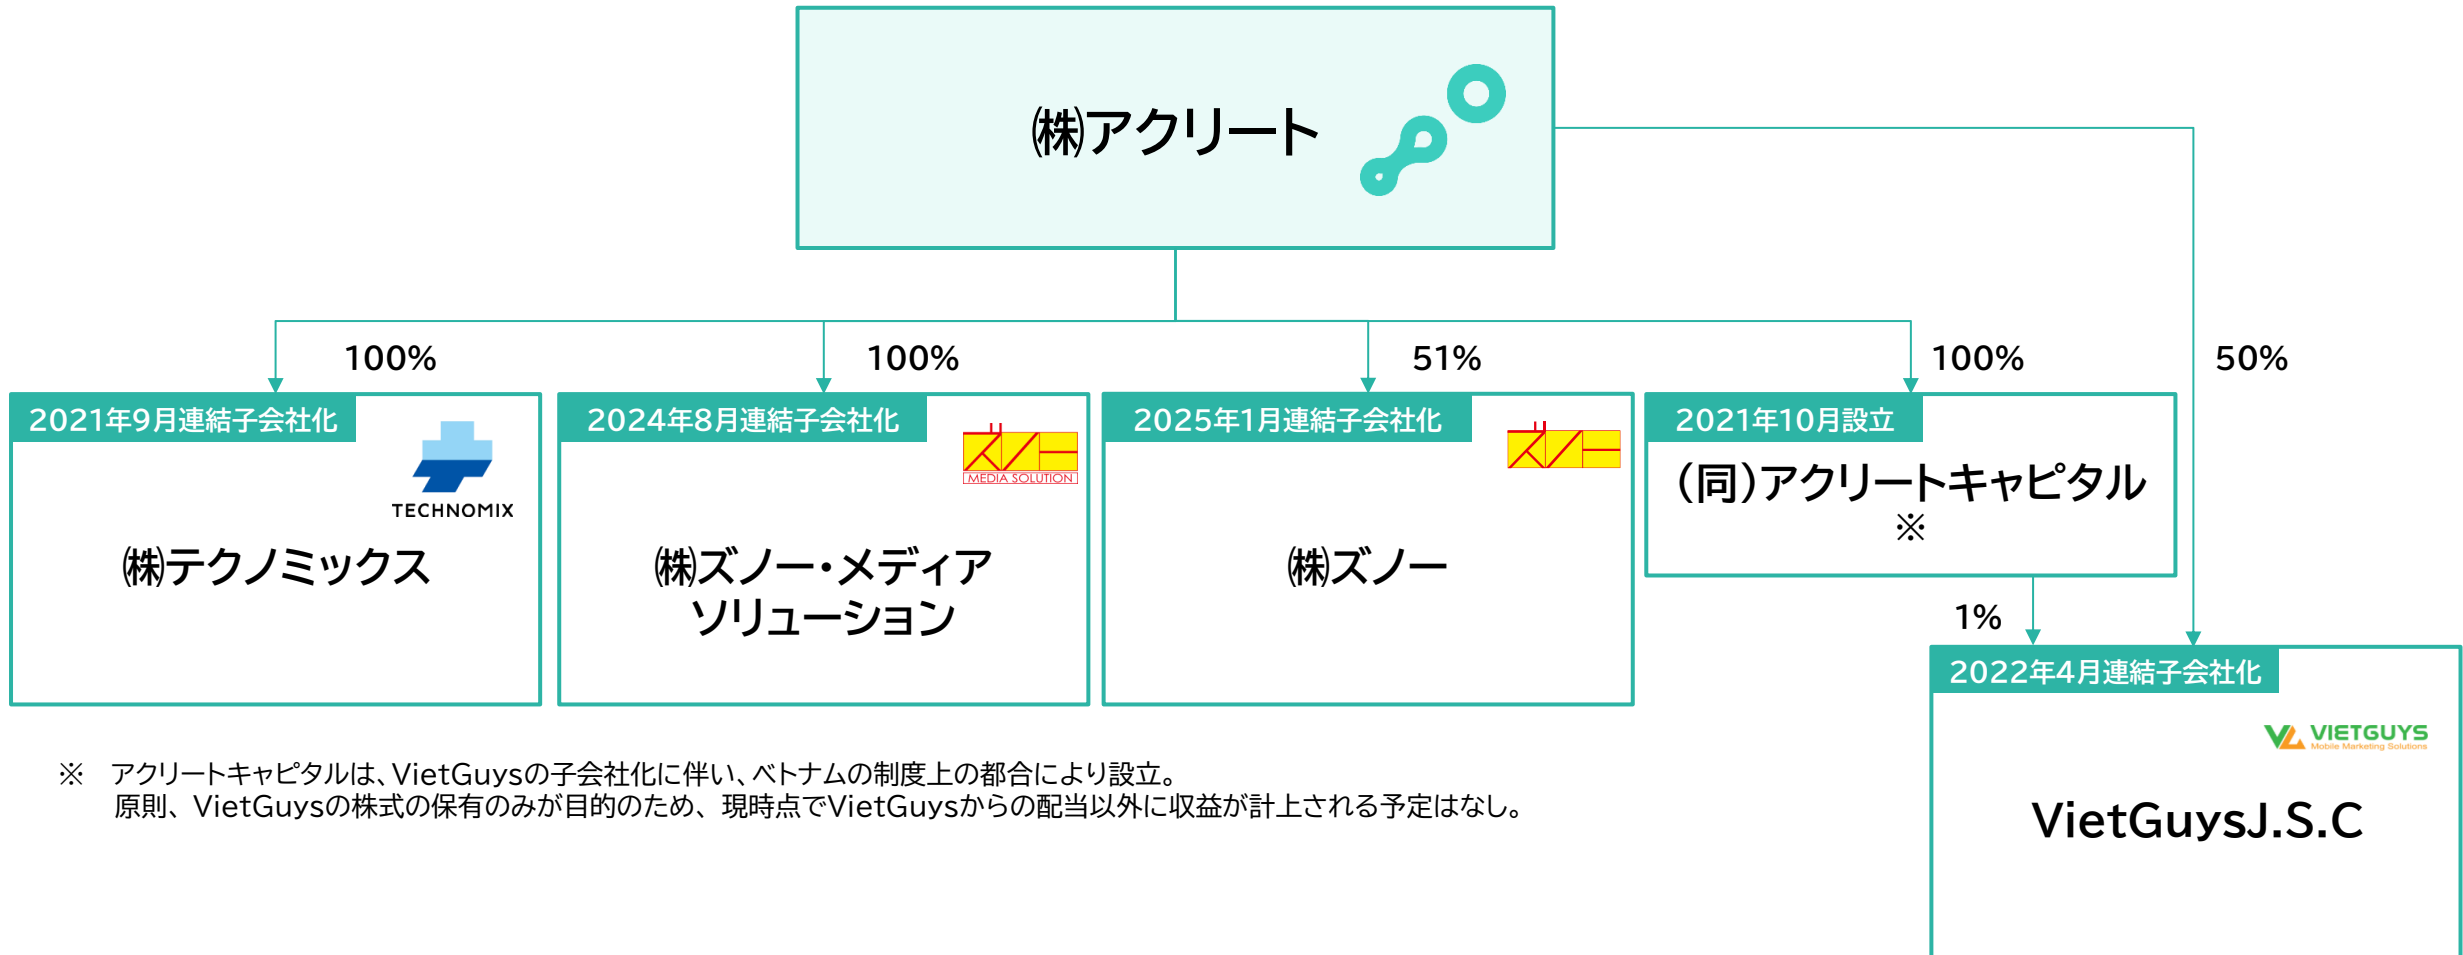 ㈱アクリート
100%
100%
51%
100%
50%
2021年9月連結子会社化
TECHNOMIX
㈱テクノミックス
2024年8月連結子会社化
ズノー
MEDIA SOLUTION
㈱ズノー・メディア
ソリューション
2025年1月連結子会社化
ズノー
㈱ズノー
2021年10月設立
(同)アクリートキャピタル
※
1%
2022年4月連結子会社化
VIETGUYS
Mobile Marketing Solutions
VietGuysJ.S.C
※ アクリートキャピタルは、VietGuysの子会社化に伴い、ベトナムの制度上の都合により設立。
原則、VietGuysの株式の保有のみが目的のため、現時点でVietGuysからの配当以外に収益が計上される予定はなし。